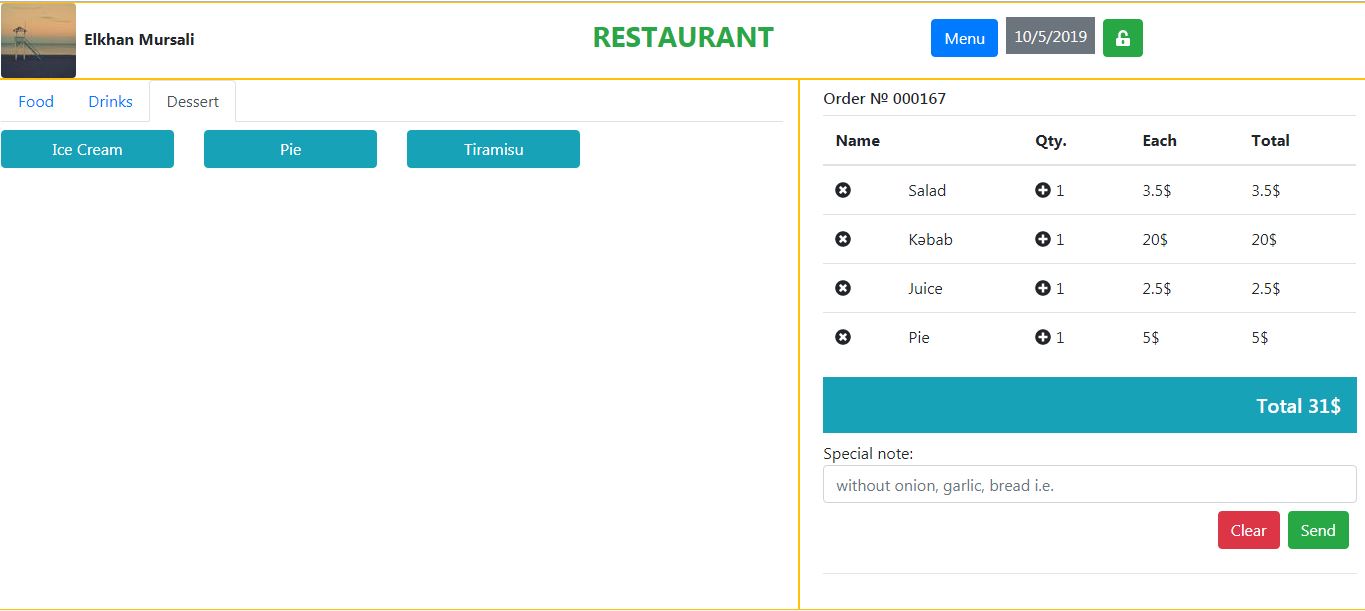 Elkhan Mursali
RESTAURANT
Menu
10/5/2019
Food Drinks Dessert
Ice Cream Pie Tiramisu
Order № 000167
Name Qty. Each Total
Salad 1 3.5$ 3.5$
Kəbab 1 20$ 20$
Juice 1 2.5$ 2.5$
Pie 1 5$ 5$
Total 31$
Special note:
without onion, garlic, bread i.e.
Clear Send